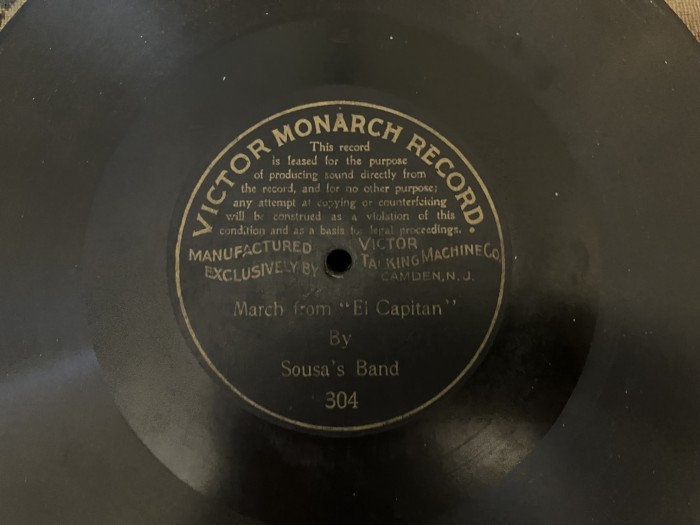 VICTOR MONARCH RECORD.
This record
is leased for the purpose
of producing sound directly from
the record, and for no other purpose;
any attempt at copying or counterfeiting
will be construed as a violation of this
condition and as a basis for legal proceedings.
MANUFACTURED
EXCLUSIVELY BY
VICTOR
TALKING MACHINE CO.
CAMDEN, N.J.
March from "El Capitan"
By
Sousa's Band
304